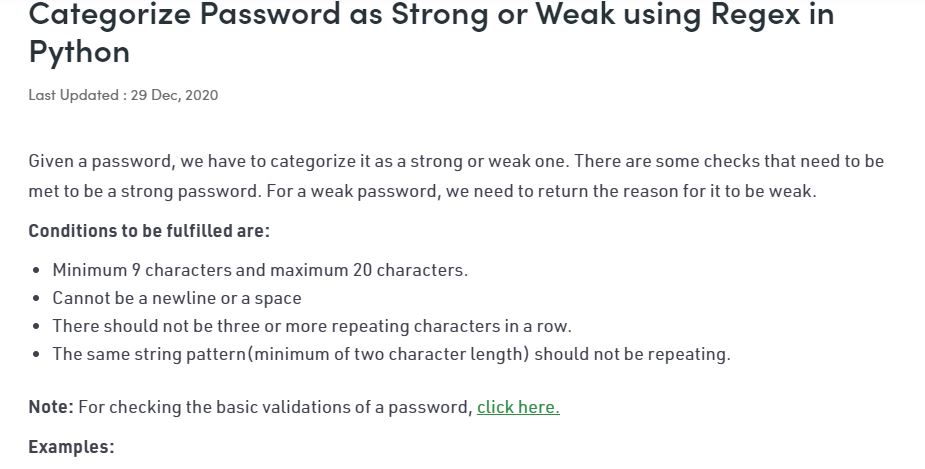 Categorize Password as Strong or Weak using Regex in
Python
Last Updated : 29 Dec, 2020
Given a password, we have to categorize it as a strong or weak one. There are some checks that need to be
met to be a strong password. For a weak password, we need to return the reason for it to be weak.
Conditions to be fulfilled are:
• Minimum 9 characters and maximum 20 characters.
• Cannot be a newline or a space
• There should not be three or more repeating characters in a row.
• The same string pattern(minimum of two character length) should not be repeating.
Note: For checking the basic validations of a password, click here.
Examples: